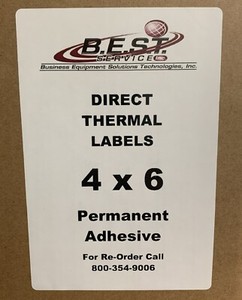 B.E.S.T.
SERVICE
Business Equipment Solutions Technologies, Inc.
DIRECT
THERMAL
LABELS
4 x 6
Permanent
Adhesive
For Re-Order Call
800-354-9006